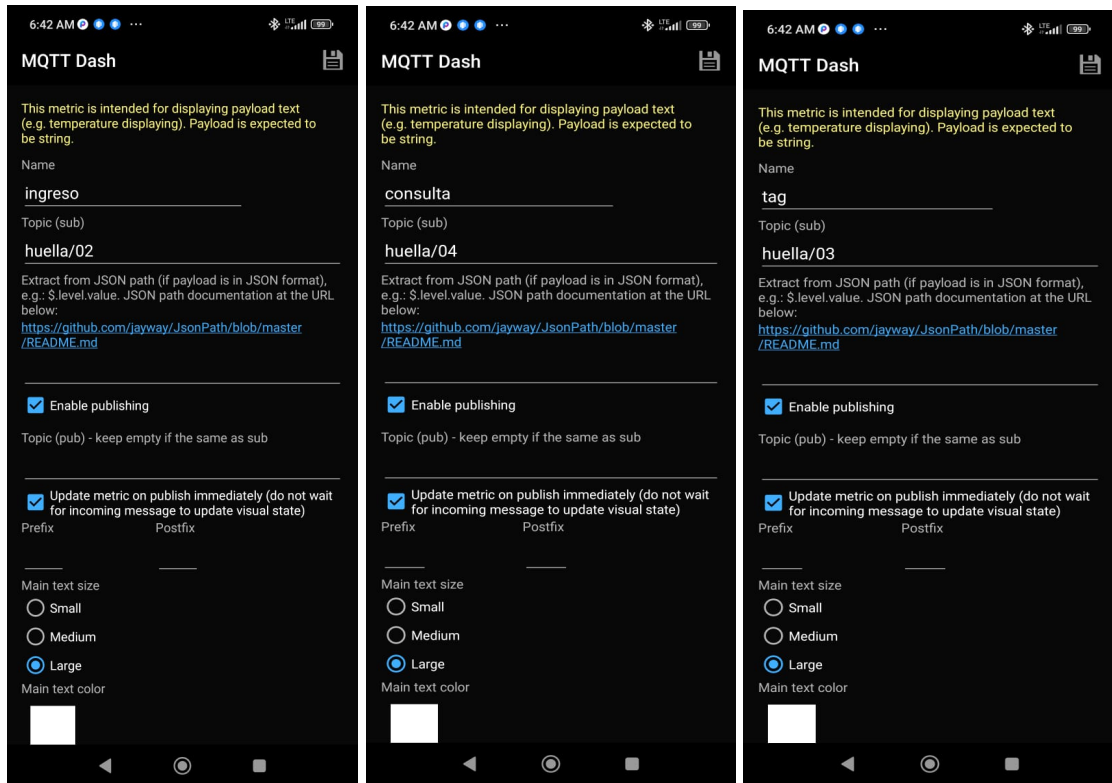 6:42 AM
LTE
99
MQTT Dash
This metric is intended for displaying payload text
(e.g. temperature displaying). Payload is expected to
be string.
Name
ingreso
Topic (sub)
huella/02
Extract from JSON path (if payload is in JSON format),
e.g.: $.level.value. JSON path documentation at the URL
below:
https://github.com/jayway/JsonPath/blob/master
/README.md
Enable publishing
Topic (pub) - keep empty if the same as sub
Update metric on publish immediately (do not wait
for incoming message to update visual state)
Prefix Postfix
Main text size
Small
Medium
Large
Main text color
6:42 AM
LTE
99
MQTT Dash
This metric is intended for displaying payload text
(e.g. temperature displaying). Payload is expected to
be string.
Name
consulta
Topic (sub)
huella/04
Extract from JSON path (if payload is in JSON format),
e.g.: $.level.value. JSON path documentation at the URL
below:
https://github.com/jayway/JsonPath/blob/master
/README.md
Enable publishing
Topic (pub) - keep empty if the same as sub
Update metric on publish immediately (do not wait
for incoming message to update visual state)
Prefix Postfix
Main text size
Small
Medium
Large
Main text color
6:42 AM
LTE
99
MQTT Dash
This metric is intended for displaying payload text
(e.g. temperature displaying). Payload is expected to
be string.
Name
tag
Topic (sub)
huella/03
Extract from JSON path (if payload is in JSON format),
e.g.: $.level.value. JSON path documentation at the URL
below:
https://github.com/jayway/JsonPath/blob/master
/README.md
Enable publishing
Topic (pub) - keep empty if the same as sub
Update metric on publish immediately (do not wait
for incoming message to update visual state)
Prefix Postfix
Main text size
Small
Medium
Large
Main text color